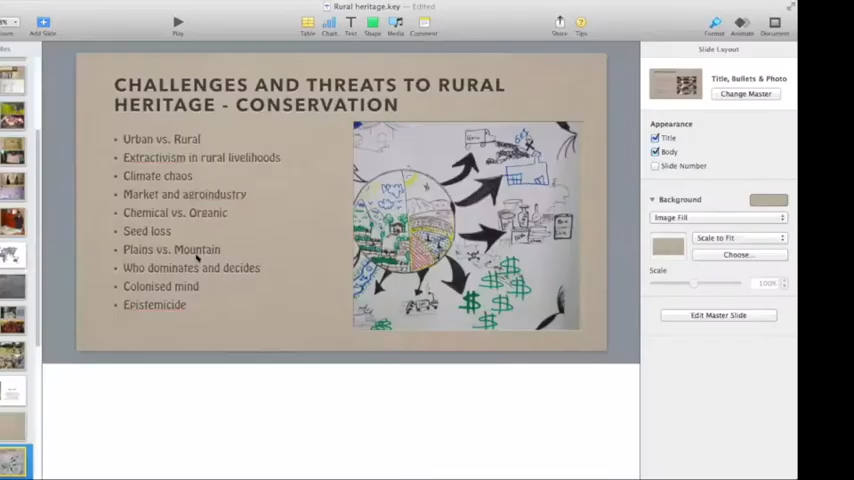 Rural heritage.key — Edited
Add Slide
Play
Table
Chart
Text
Shape
Media
Comment
Share
Tips
Format
Animate
Document
Slide Layout
CHALLENGES AND THREATS TO RURAL
HERITAGE - CONSERVATION
• Urban vs. Rural
• Extractivism in rural livelihoods
• Climate chaos
• Market and agroindustry
• Chemical vs. Organic
• Seed loss
• Plains vs. Mountain
• Who dominates and decides
• Colonised mind
• Epistemicide
$ $
$ $ $
$ $
Title, Bullets & Photo
Change Master
Appearance
Title
Body
Slide Number
Background
Image Fill
Scale to Fit
Choose...
Scale
100%
Edit Master Slide